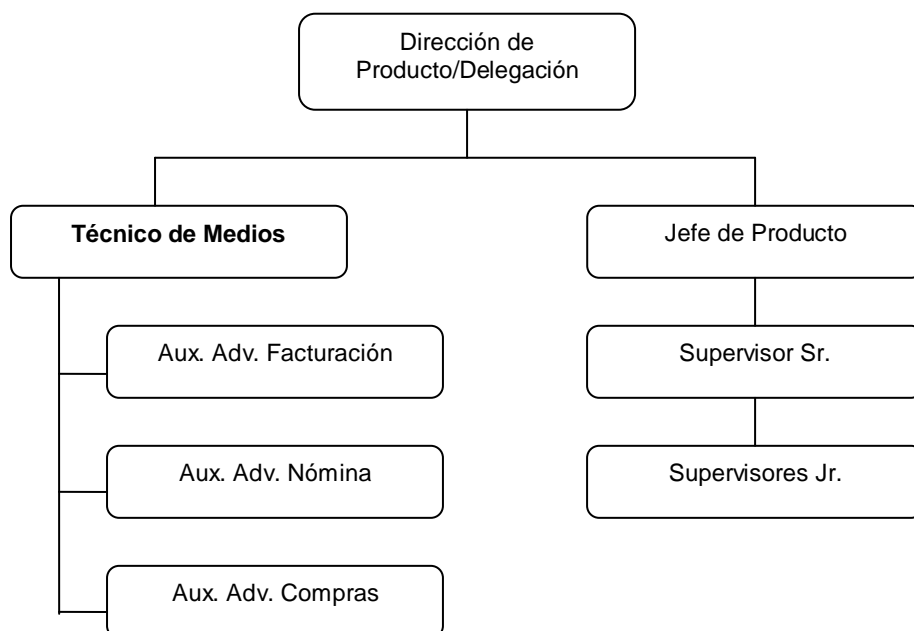 Dirección de
Producto/Delegación
Técnico de Medios
Jefe de Producto
Aux. Adv. Facturación
Supervisor Sr.
Aux. Adv. Nómina
Supervisores Jr.
Aux. Adv. Compras